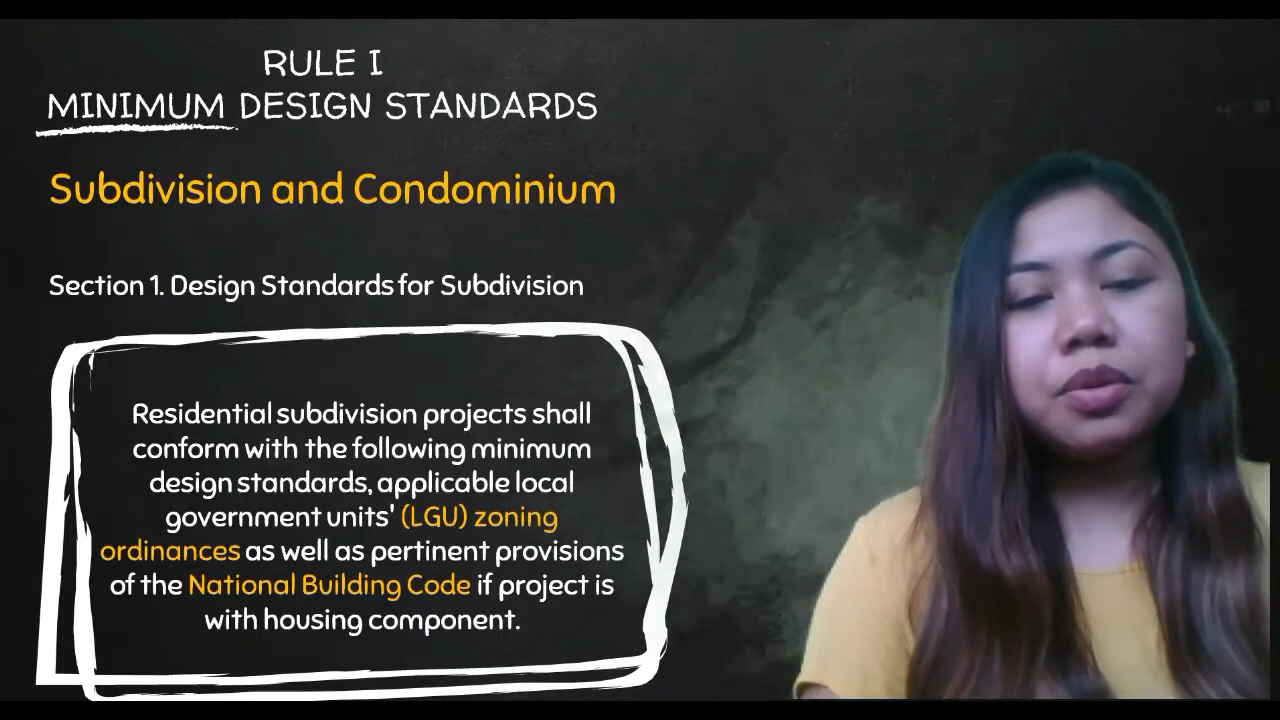 RULE I
MINIMUM DESIGN STANDARDS
Subdivision and Condominium
Section 1. Design Standards for Subdivision
Residential subdivision projects shall
conform with the following minimum
design standards, applicable local
government units' (LGU) zoning
ordinances as well as pertinent provisions
of the National Building Code if project is
with housing component.